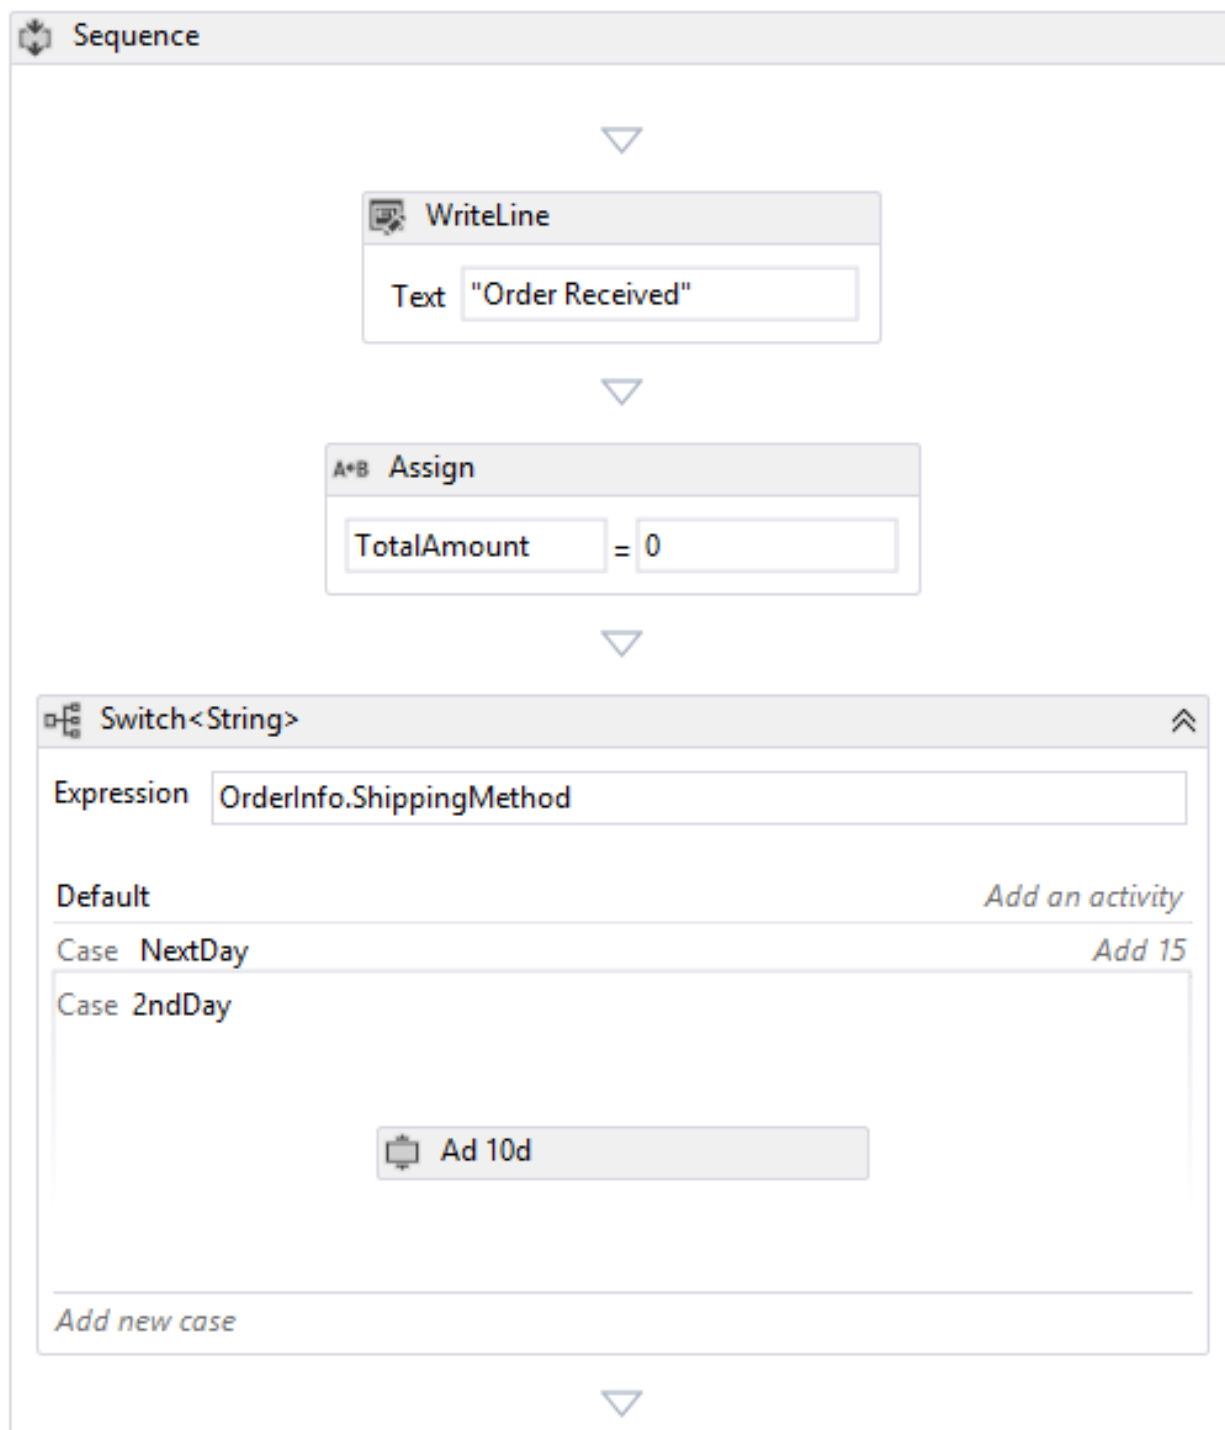 Sequence
WriteLine
Text "Order Received"
A+B Assign
TotalAmount = 0
Switch<String>
Expression OrderInfo.ShippingMethod
Default Add an activity
Case NextDay Add 15
Case 2ndDay
Ad 10d
Add new case